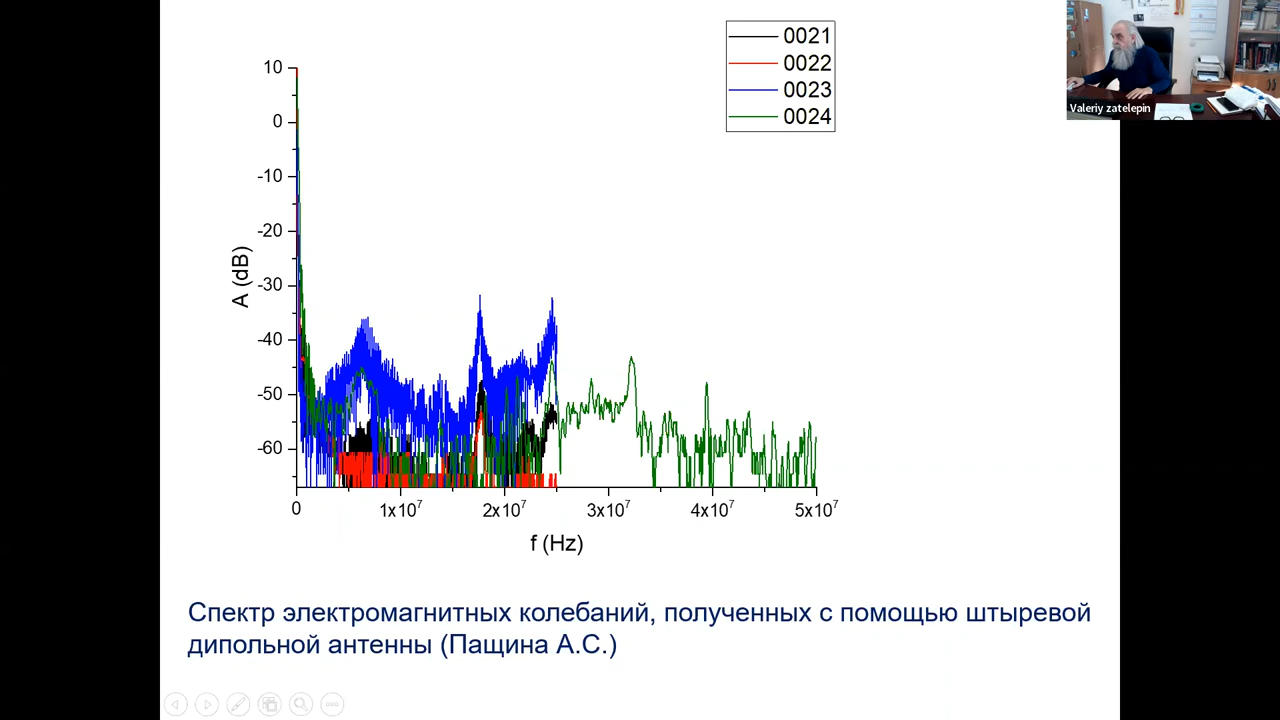 0021
0022
0023
0024
Valeriy zatelepin
10
0
-10
-20
-30
-40
-50
-60
A (dB)
0
1x10⁷
2x10⁷
3x10⁷
4x10⁷
5x10⁷
f (Hz)
Спектр электромагнитных колебаний, полученных с помощью штыревой
дипольной антенны (Пащина А.С.)